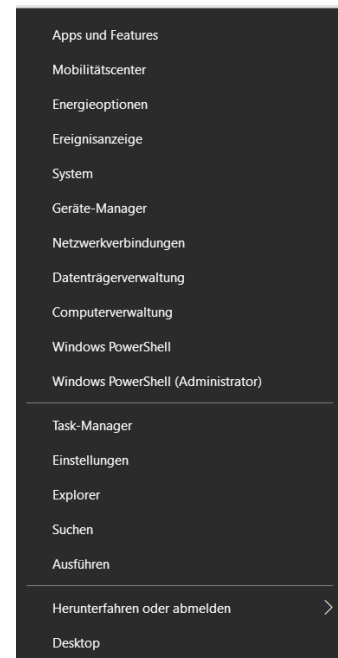 Apps und Features
Mobilitätscenter
Energieoptionen
Ereignisanzeige
System
Geräte-Manager
Netzwerkverbindungen
Datenträgerverwaltung
Computerverwaltung
Windows PowerShell
Windows PowerShell (Administrator)
Task-Manager
Einstellungen
Explorer
Suchen
Ausführen
Herunterfahren oder abmelden
Desktop